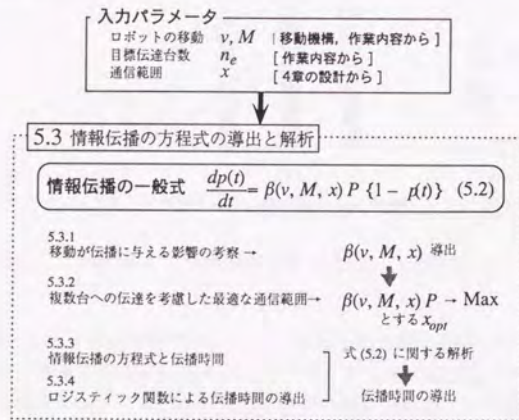 入力パラメータ
ロボットの移動 v, M [ 移動機構，作業内容から ]
目標伝達台数 n_e [ 作業内容から ]
通信範囲 x [ 4章の設計から ]
5.3 情報伝播の方程式の導出と解析
情報伝播の一般式 dp(t)/dt = β(v, M, x) P {1 − p(t)} (5.2)
5.3.1
移動が伝播に与える影響の考察→ β(v, M, x) 導出
5.3.2
複数台への伝達を考慮した最適な通信範囲→ β(v, M, x) P → Max
とする x_opt
5.3.3
情報伝播の方程式と伝播時間 式 (5.2) に関する解析
5.3.4
ロジスティック関数による伝播時間の導出 伝播時間の導出